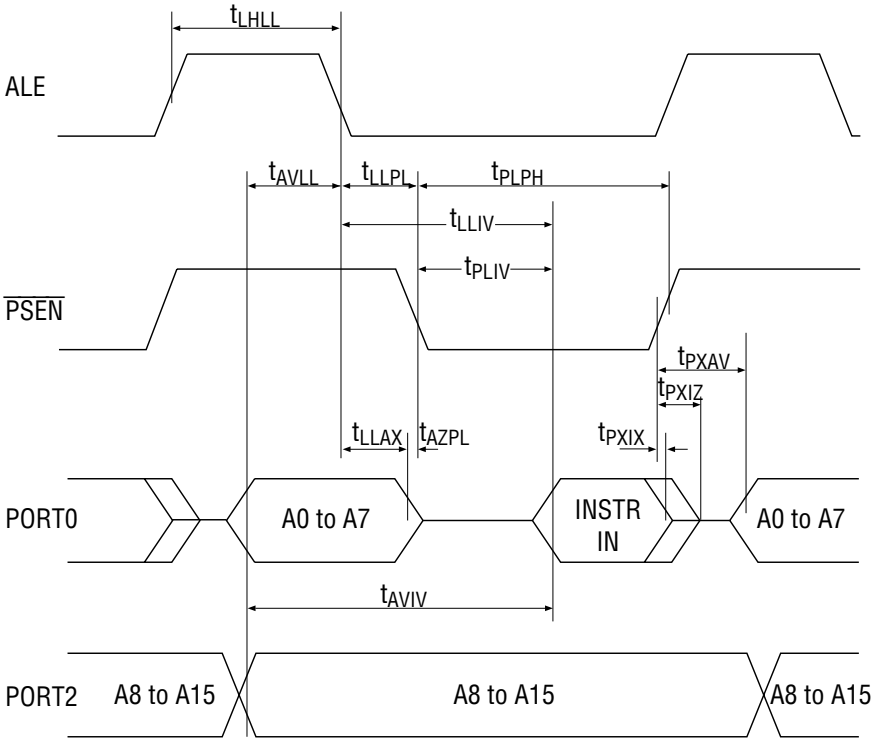 tLHLL
ALE
tAVLL tLLPL tPLPH
tLLIV
tPLIV
PSEN
tPXAV
tPXIZ
tLLAX tAZPL tPXIX
PORT0 A0 to A7 INSTR IN A0 to A7
tAVIV
PORT2 A8 to A15 A8 to A15 A8 to A15